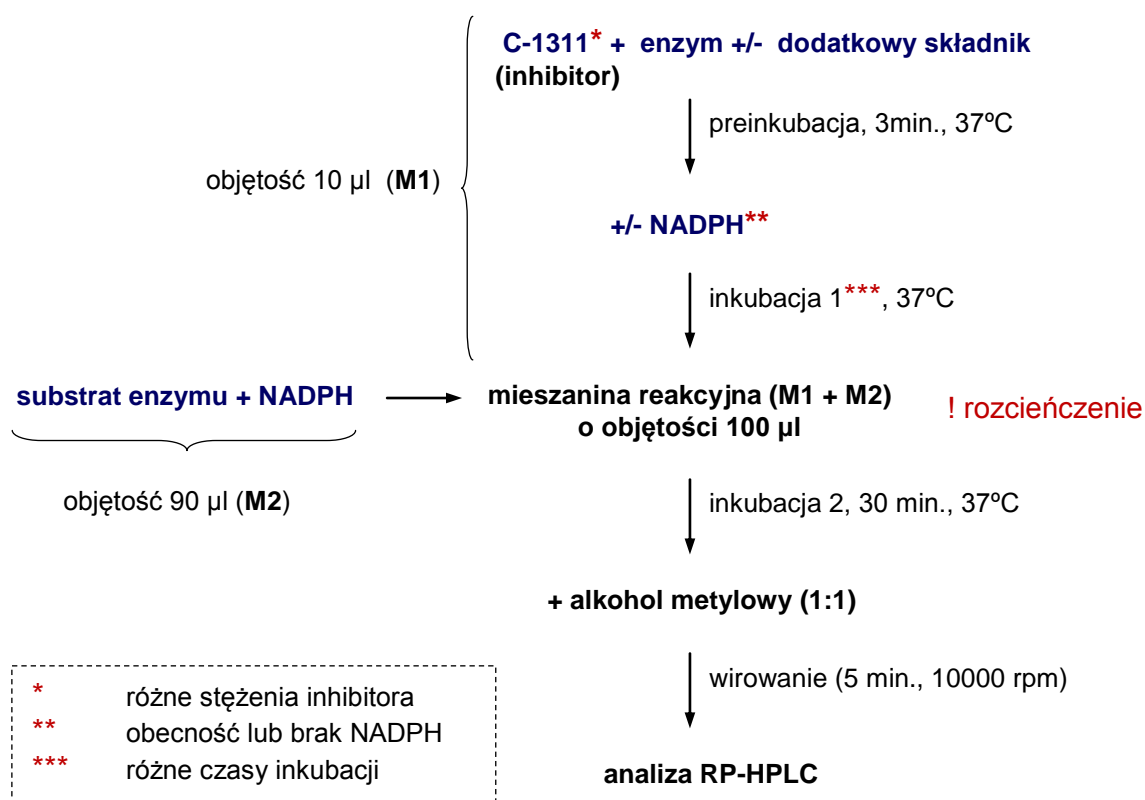 C-1311* + enzym +/- dodatkowy składnik
(inhibitor)
preinkubacja, 3min., 37ºC
objętość 10 µl (M1)
+/- NADPH**
inkubacja 1***, 37ºC
substrat enzymu + NADPH
mieszanina reakcyjna (M1 + M2)
o objętości 100 µl
! rozcieńczenie
objętość 90 µl (M2)
inkubacja 2, 30 min., 37ºC
+ alkohol metylowy (1:1)
wirowanie (5 min., 10000 rpm)
* różne stężenia inhibitora
** obecność lub brak NADPH
*** różne czasy inkubacji
analiza RP-HPLC